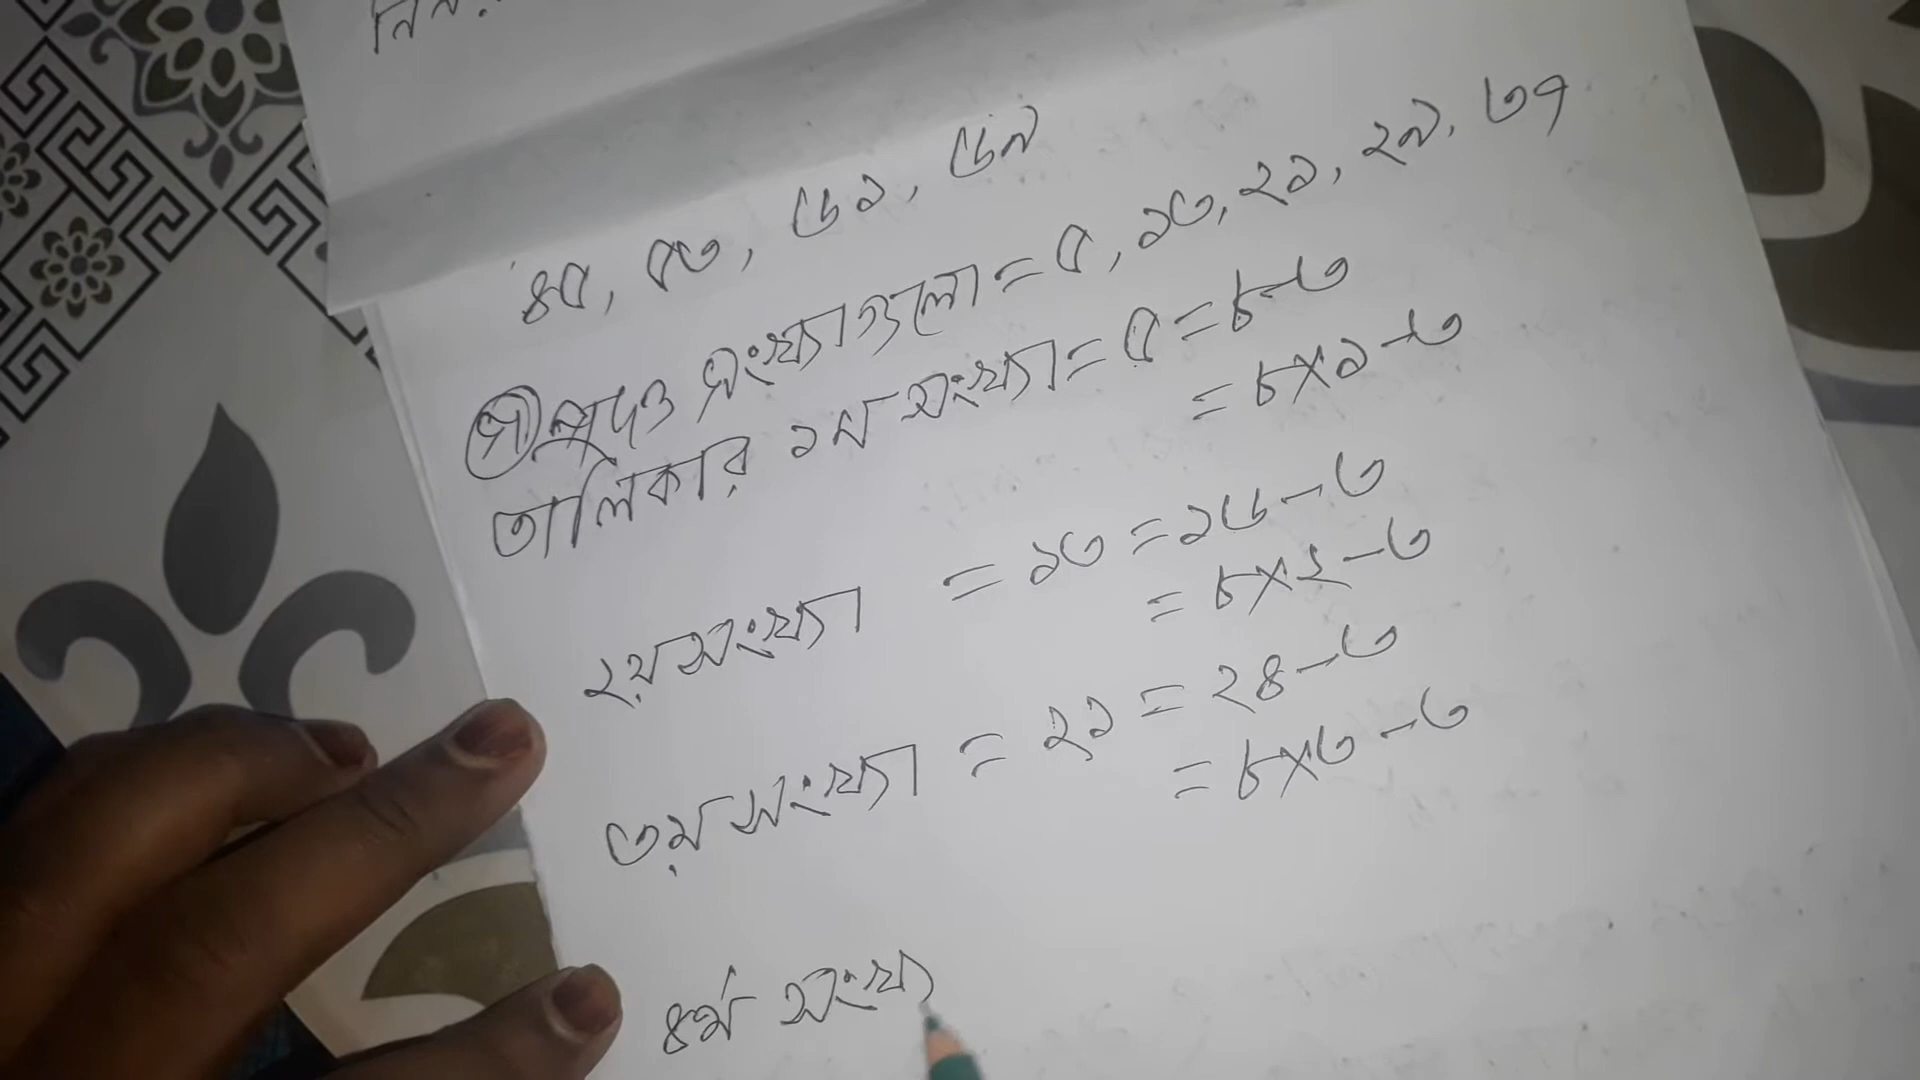 ৪৫, ৫৩, ৬১, ৬৯
গ প্রদত্ত সংখ্যাগুলো = ৫, ১৩, ২১, ২৯, ৩৭
তালিকার ১ম সংখ্যা = ৫ = ৮-৩
= ৮×১-৩
২য় সংখ্যা = ১৩ = ১৬-৩
= ৮×২-৩
৩য় সংখ্যা = ২১ = ২৪-৩
= ৮×৩-৩
৪র্থ সংখ্য